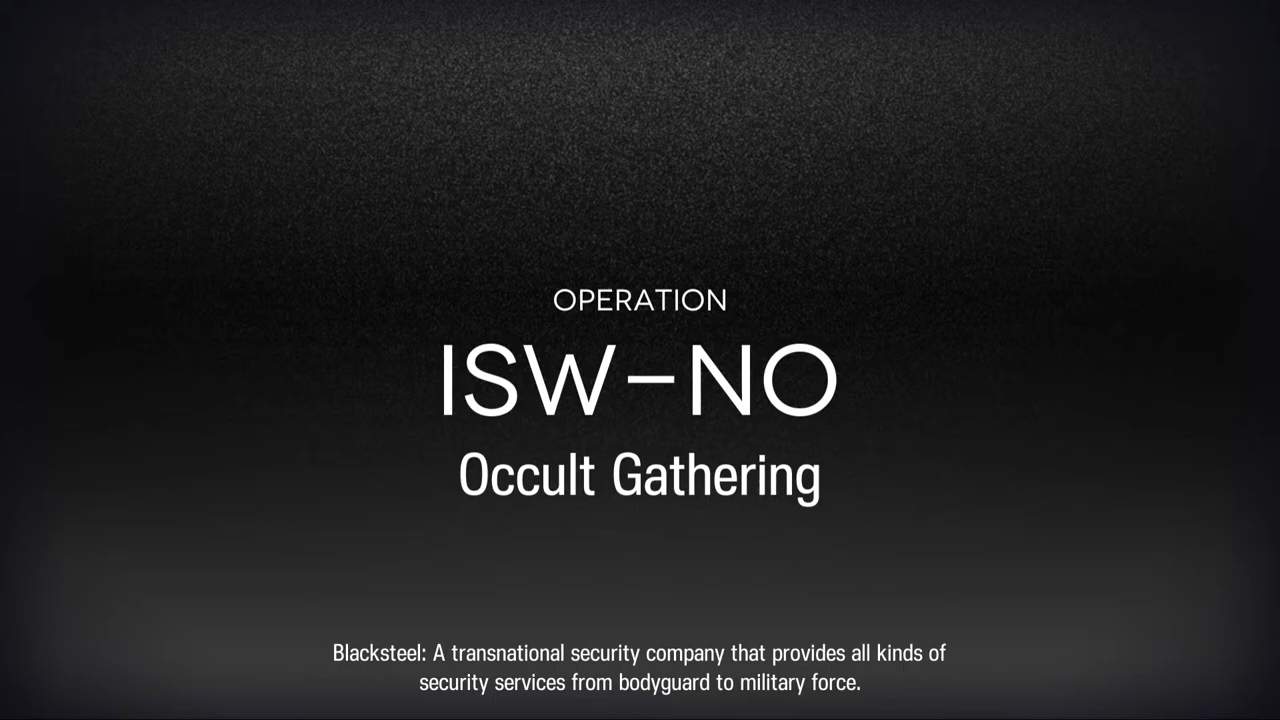 OPERATION
ISW-NO
Occult Gathering
Blacksteel: A transnational security company that provides all kinds of
security services from bodyguard to military force.